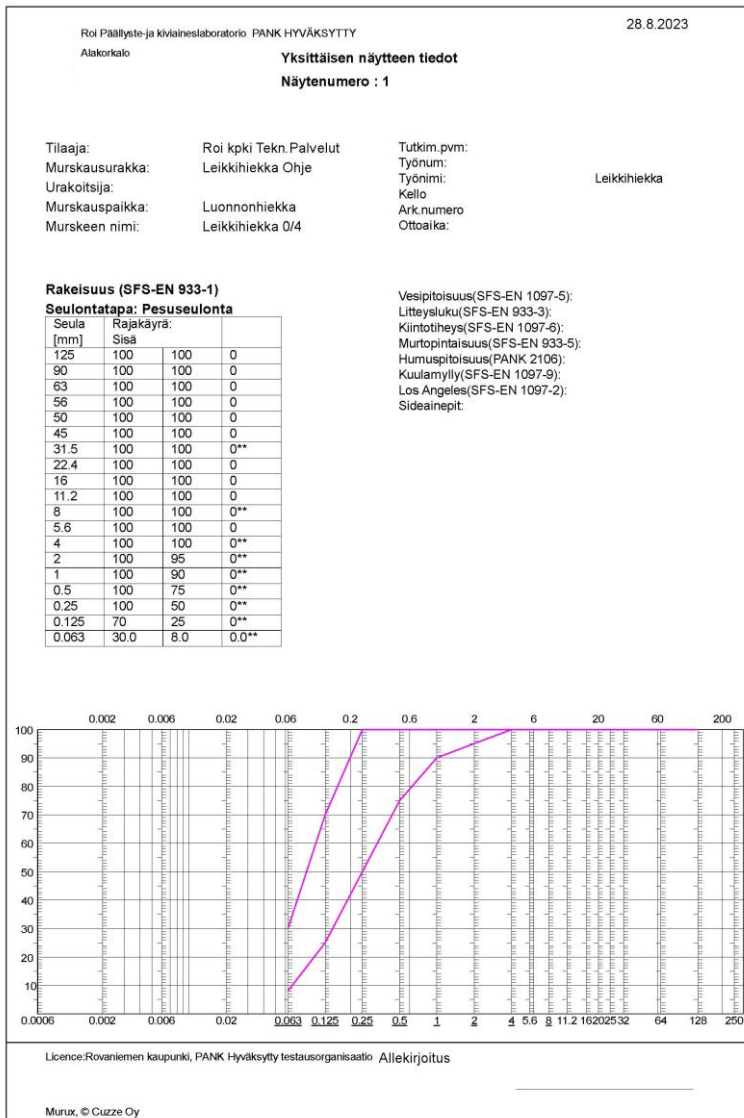 Roi Päällyste-ja kiviaineslaboratorio PANK HYVÄKSYTTY
28.8.2023
Alakorkalo
Yksittäisen näytteen tiedot
Näytenumero : 1
Tilaaja: Roi kpki Tekn.Palvelut
Murskausurakka: Leikkihiekka Ohje
Urakoitsija:
Murskauspaikka: Luonnonhiekka
Murskeen nimi: Leikkihiekka 0/4
Tutkim.pvm:
Työnum:
Työnimi: Leikkihiekka
Kello
Ark.numero
Ottoaika:
Rakeisuus (SFS-EN 933-1)
Seulontatapa: Pesuseulonta
Seula Rajakäyrä:
[mm] Sisä
125 100 100 0
90 100 100 0
63 100 100 0
56 100 100 0
50 100 100 0
45 100 100 0
31.5 100 100 0**
22.4 100 100 0
16 100 100 0
11.2 100 100 0
8 100 100 0**
5.6 100 100 0
4 100 100 0**
2 100 95 0**
1 100 90 0**
0.5 100 75 0**
0.25 100 50 0**
0.125 70 25 0**
0.063 30.0 8.0 0.0**
Vesipitoisuus(SFS-EN 1097-5):
Litteysluku(SFS-EN 933-3):
Kiintotiheys(SFS-EN 1097-6):
Murtopintaisuus(SFS-EN 933-5):
Humuspitoisuus(PANK 2106):
Kuulamylly(SFS-EN 1097-9):
Los Angeles(SFS-EN 1097-2):
Sideainepit:
0.002 0.006 0.02 0.06 0.2 0.6 2 6 20 60 200
100
90
80
70
60
50
40
30
20
10
0.0006 0.002 0.006 0.02 0.063 0.125 0.25 0.5 1 2 4 5.6 8 11.2 16 20 25 32 64 128 250
Licence:Rovaniemen kaupunki, PANK Hyväksytty testausorganisaatio Allekirjoitus
Murux, © Cuzze Oy